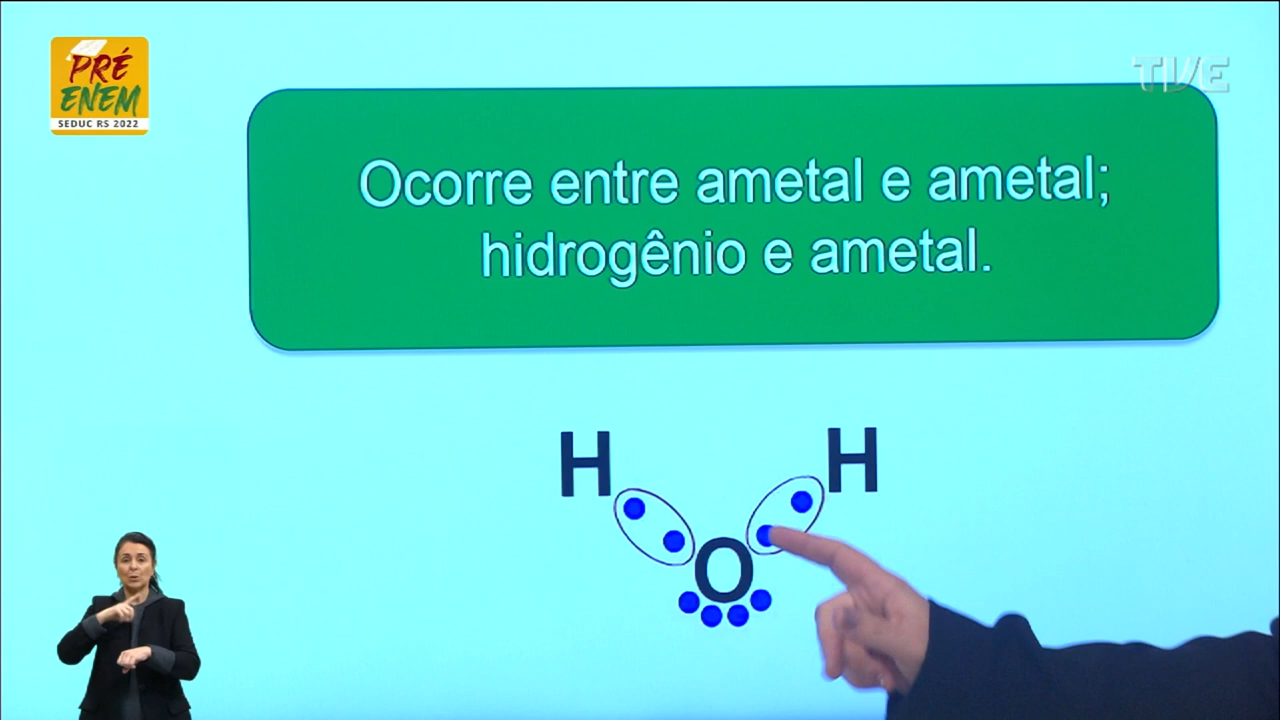 PRÉ
ENEM
SEDUC RS 2022
TVE
Ocorre entre ametal e ametal;
hidrogênio e ametal.
H
H
O